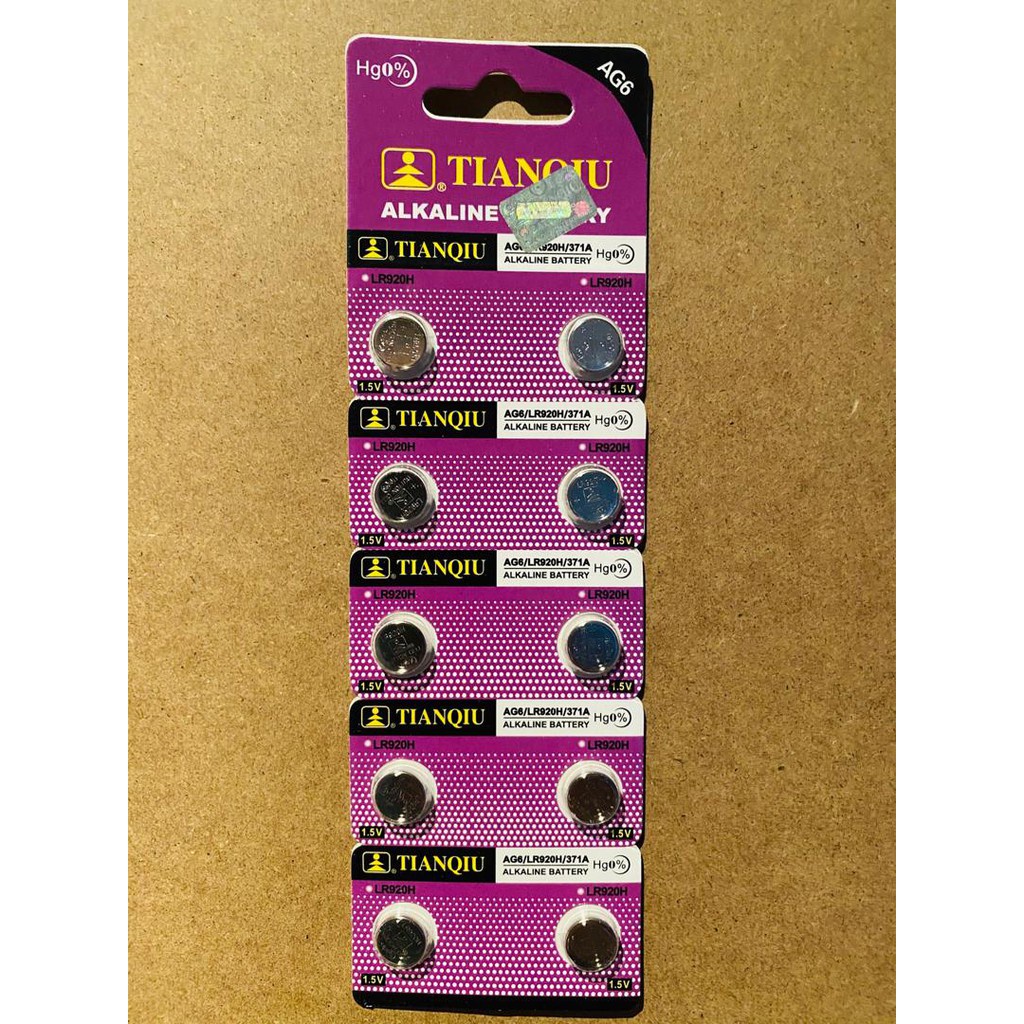 Hg0%
AG6
TIANQIU
ALKALINE
TIANQIU
LR920H/371A
ALKALINE BATTERY
Hg0%
LR920H
LR920H
1.5V
1.5V
TIANQIU
AG6/LR920H/371A
ALKALINE BATTERY
Hg0%
LR920H
LR920H
1.5V
1.5V
TIANQIU
AG6/LR920H/371A
ALKALINE BATTERY
Hg0%
LR920H
LR920H
1.5V
1.5V
TIANQIU
AG6/LR920H/371A
ALKALINE BATTERY
Hg0%
LR920H
LR920H
1.5V
1.5V
TIANQIU
AG6/LR920H/371A
ALKALINE BATTERY
Hg0%
LR920H
LR920H
1.5V
1.5V